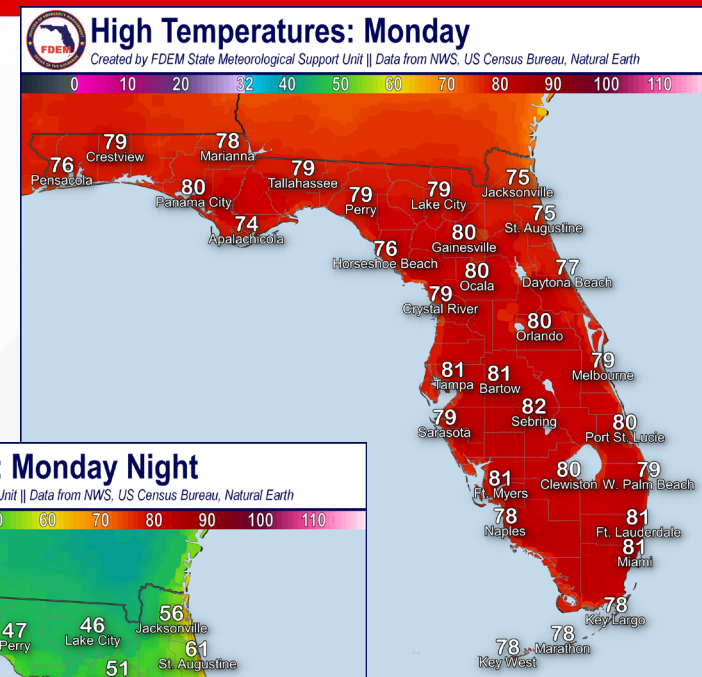 FDEM
High Temperatures: Monday
Created by FDEM State Meteorological Support Unit || Data from NWS, US Census Bureau, Natural Earth
0 10 20 32 40 50 60 70 80 90 100 110
79
Crestview
78
Marianna
76
Pensacola
79
Tallahassee
80
Panama City
79
Perry
79
Lake City
75
Jacksonville
74
Apalachicola
75
St. Augustine
80
Gainesville
76
Horseshoe Beach
80
Ocala
77
Daytona Beach
79
Crystal River
80
Orlando
79
Melbourne
81
Tampa
81
Bartow
82
Sebring
79
Sarasota
80
Port St. Lucie
81
Ft. Myers
80
Clewiston
79
W. Palm Beach
78
Naples
81
Ft. Lauderdale
81
Miami
78
Key Largo
78
Marathon
78
Key West
: Monday Night
Unit || Data from NWS, US Census Bureau, Natural Earth
60 70 80 90 100 110
47
Perry
46
Lake City
56
Jacksonville
61
St. Augustine
51